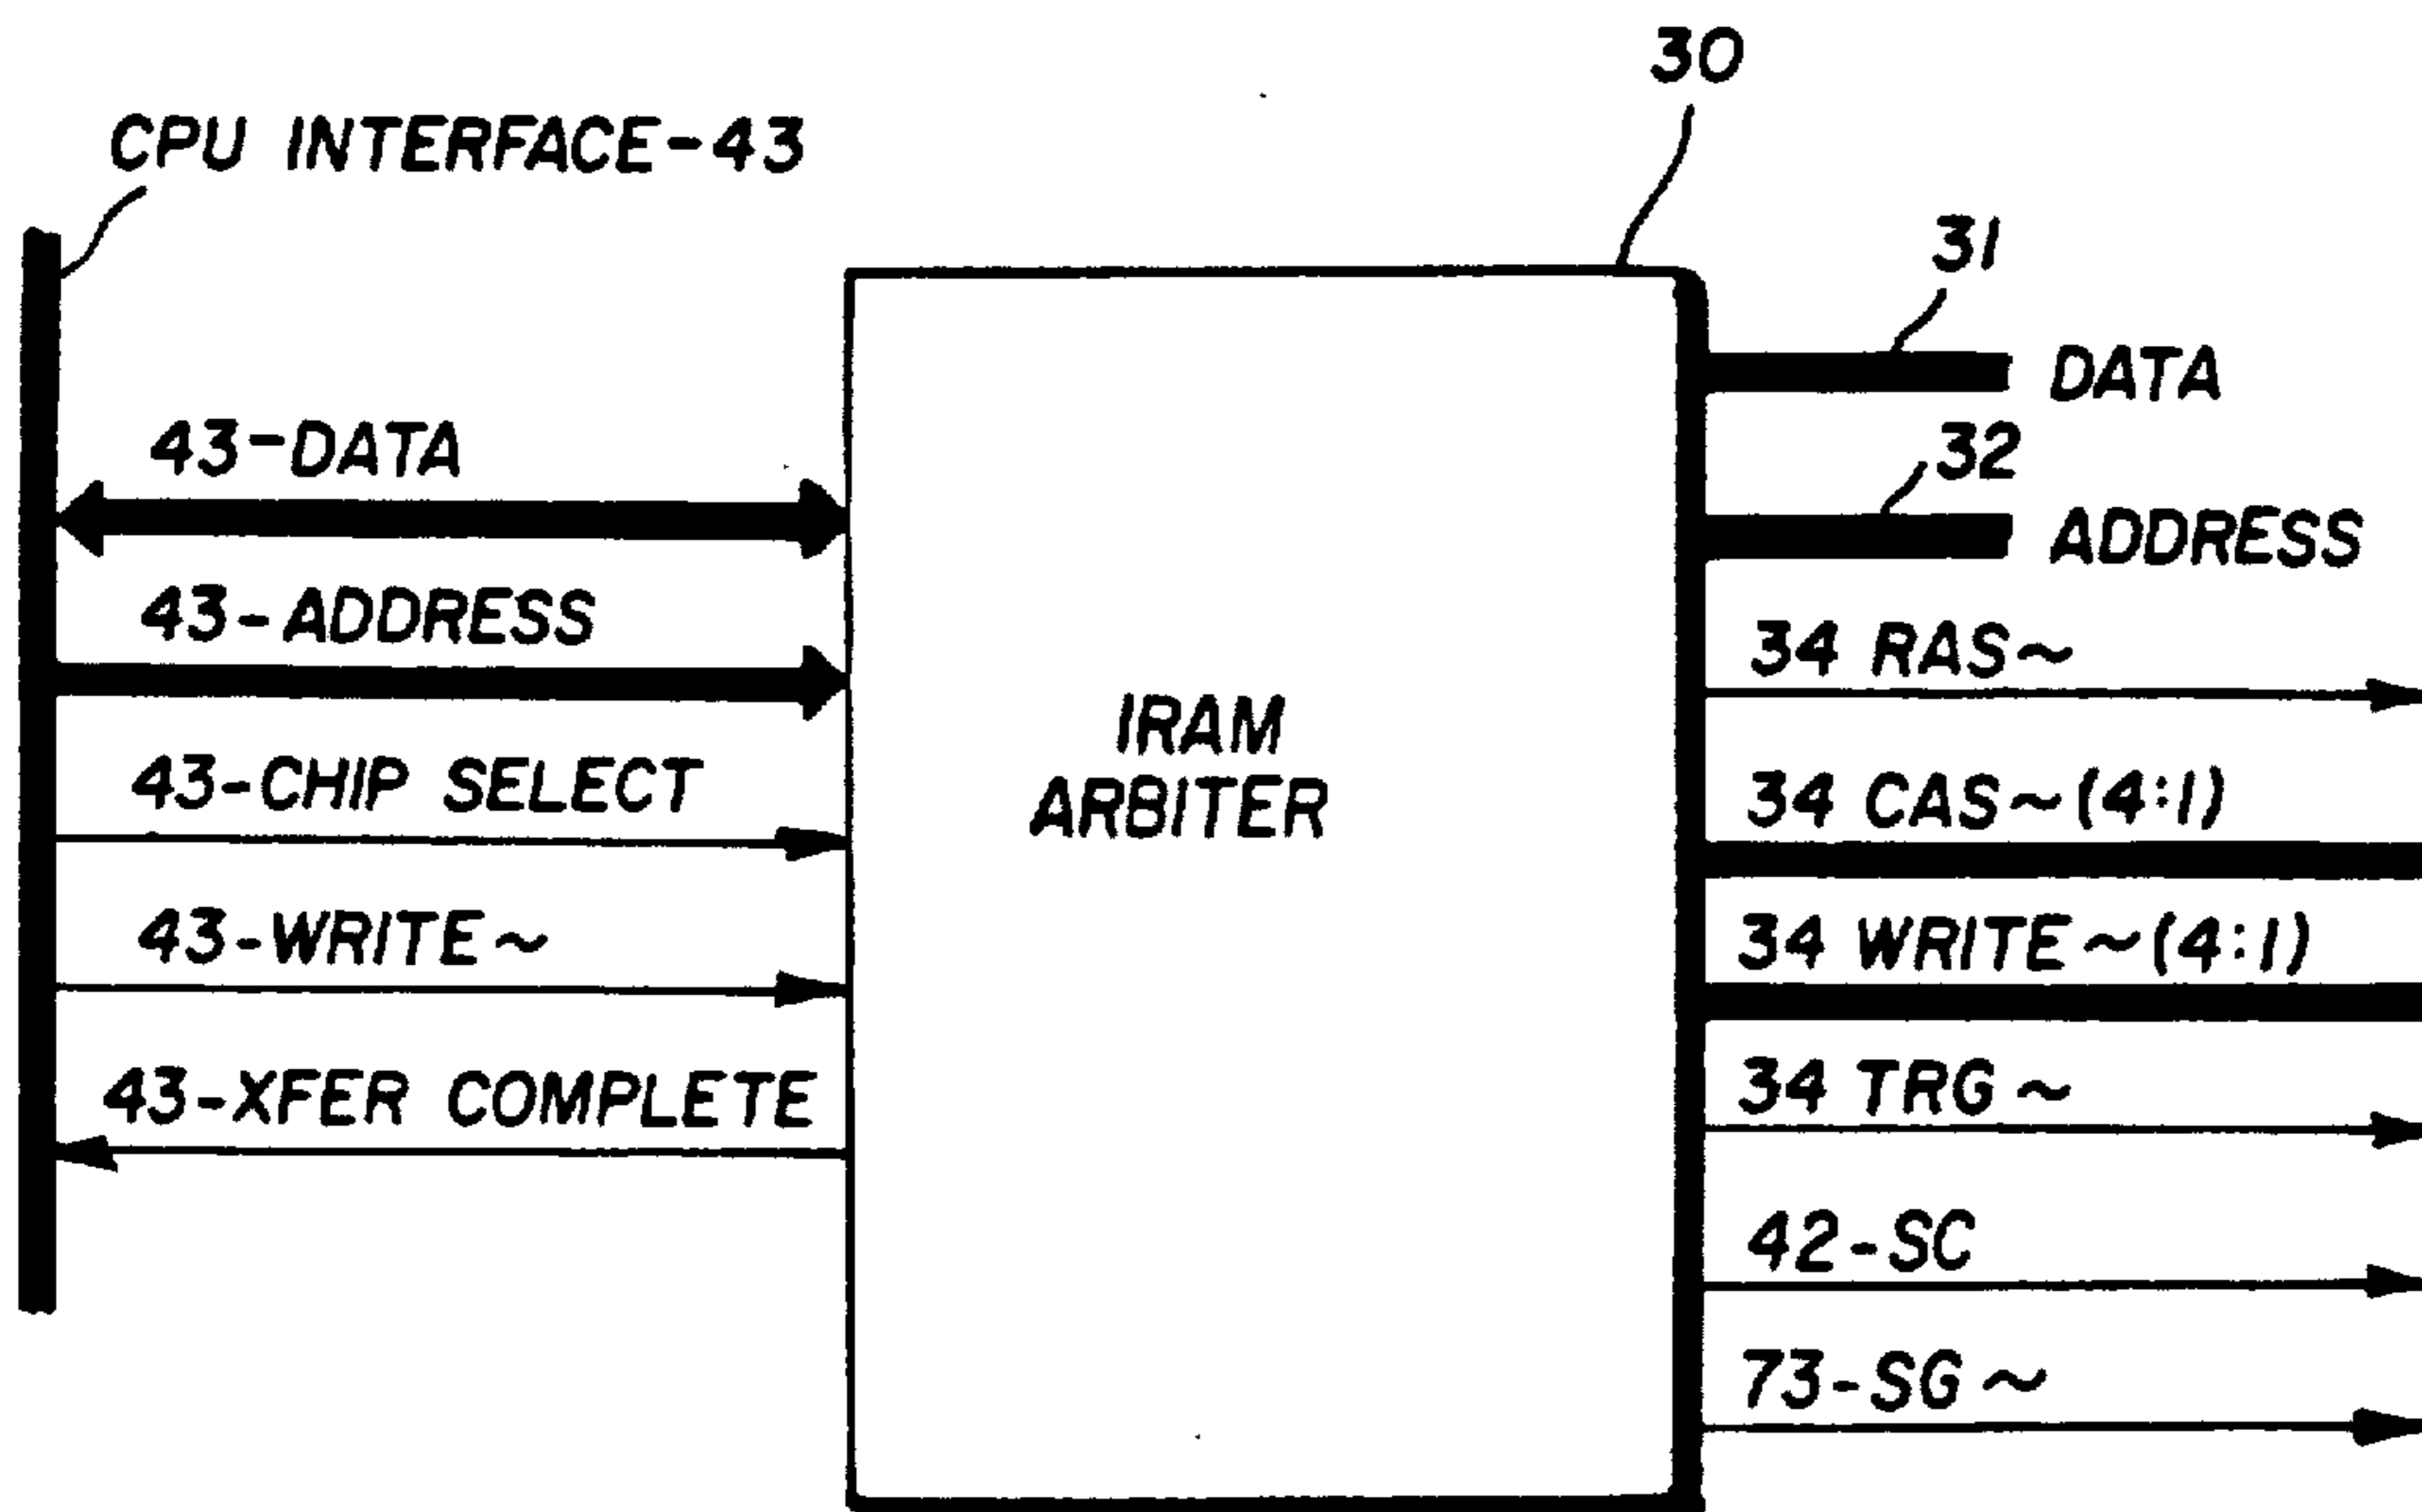 30
CPU INTERFACE-43
31
DATA
43-DATA
32
ADDRESS
43-ADDRESS
34 RAS~
IRAM
ARBITER
43-CHIP SELECT
34 CAS~(4:1)
43-WRITE~
34 WRITE~(4:1)
43-XFER COMPLETE
34 TRG~
42-SC
73-SG~